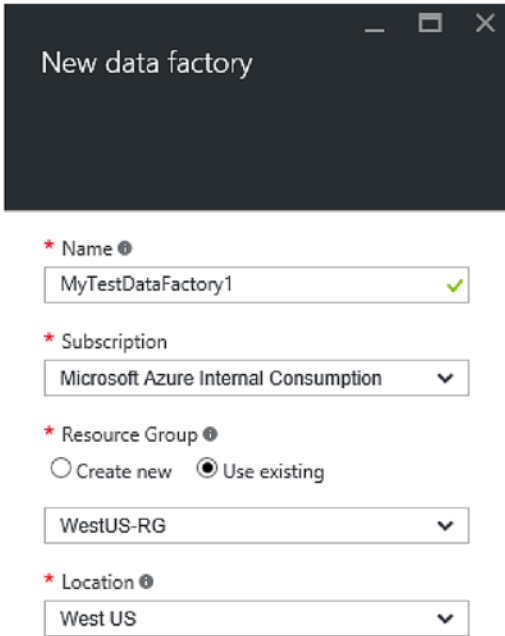 New data factory
* Name
MyTestDataFactory1
* Subscription
Microsoft Azure Internal Consumption
* Resource Group
Create new Use existing
WestUS-RG
* Location
West US